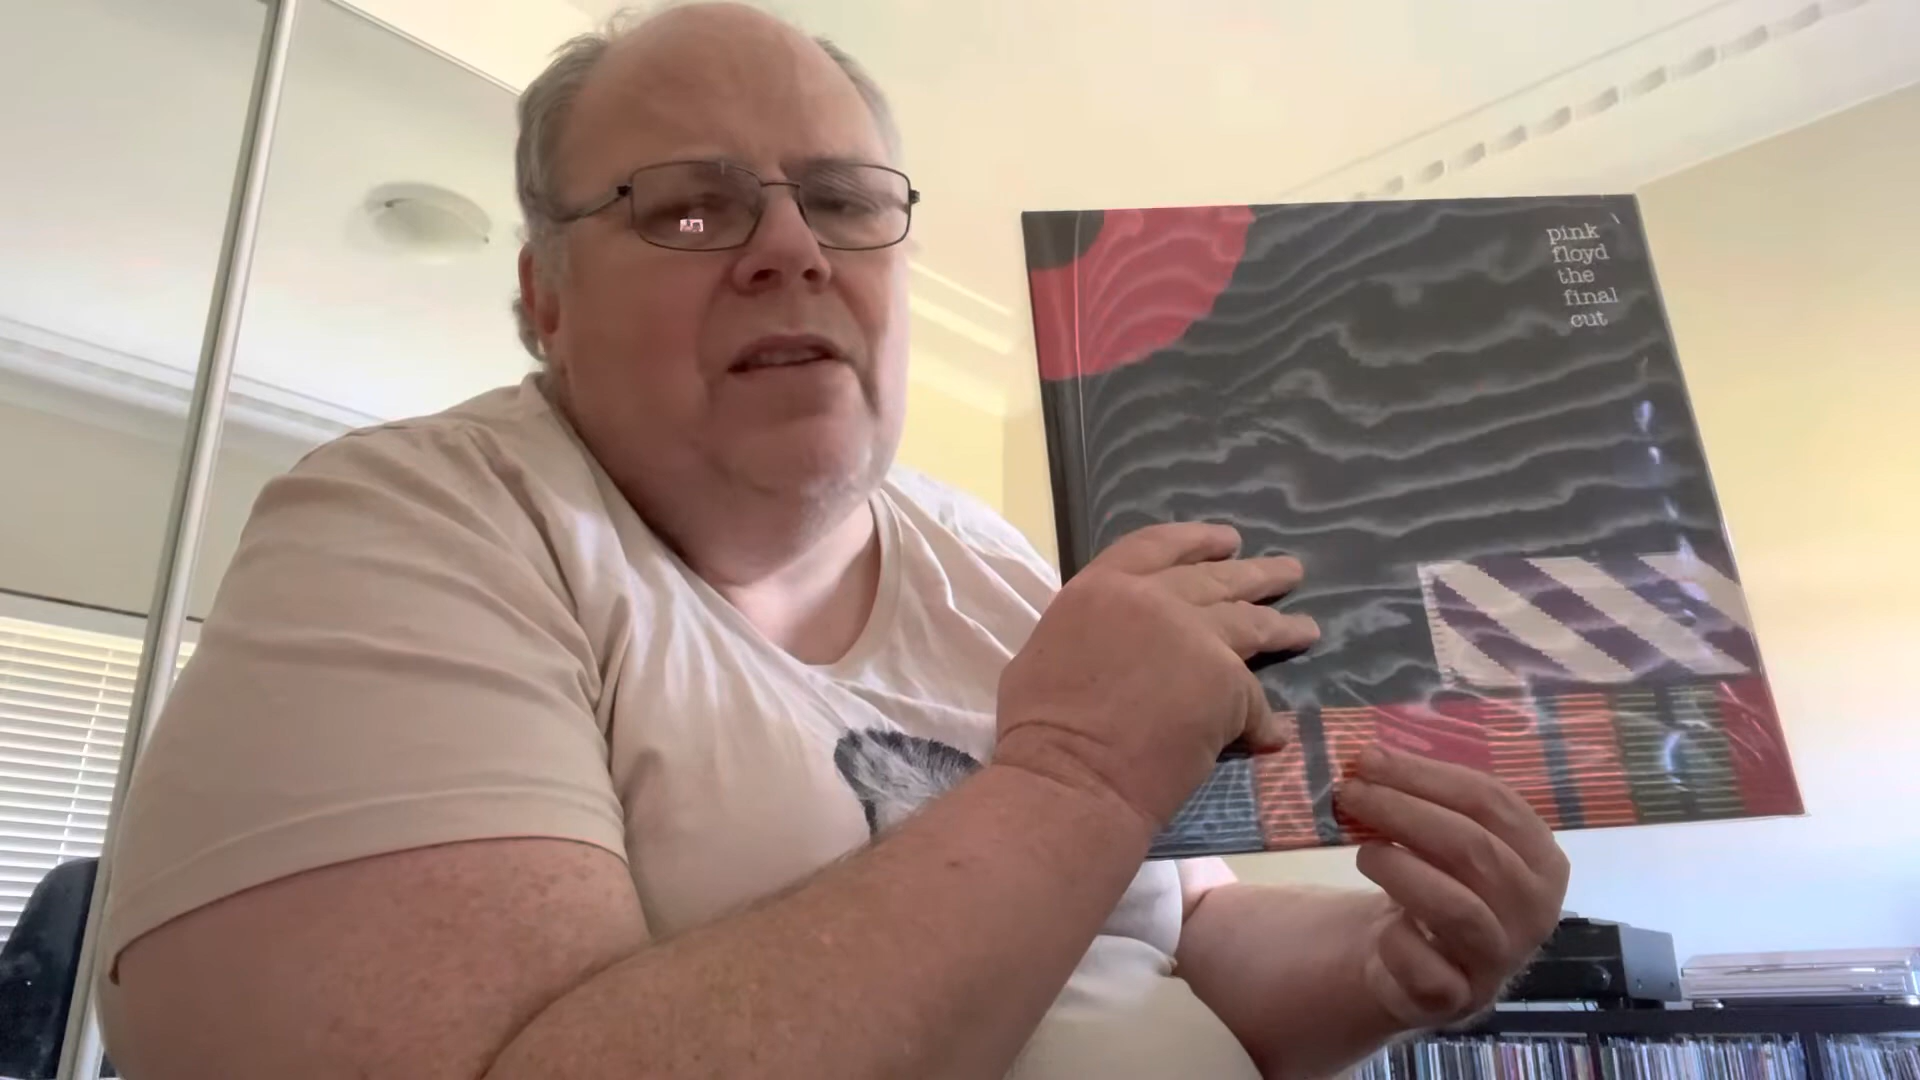 pink
floyd
the
final
cut